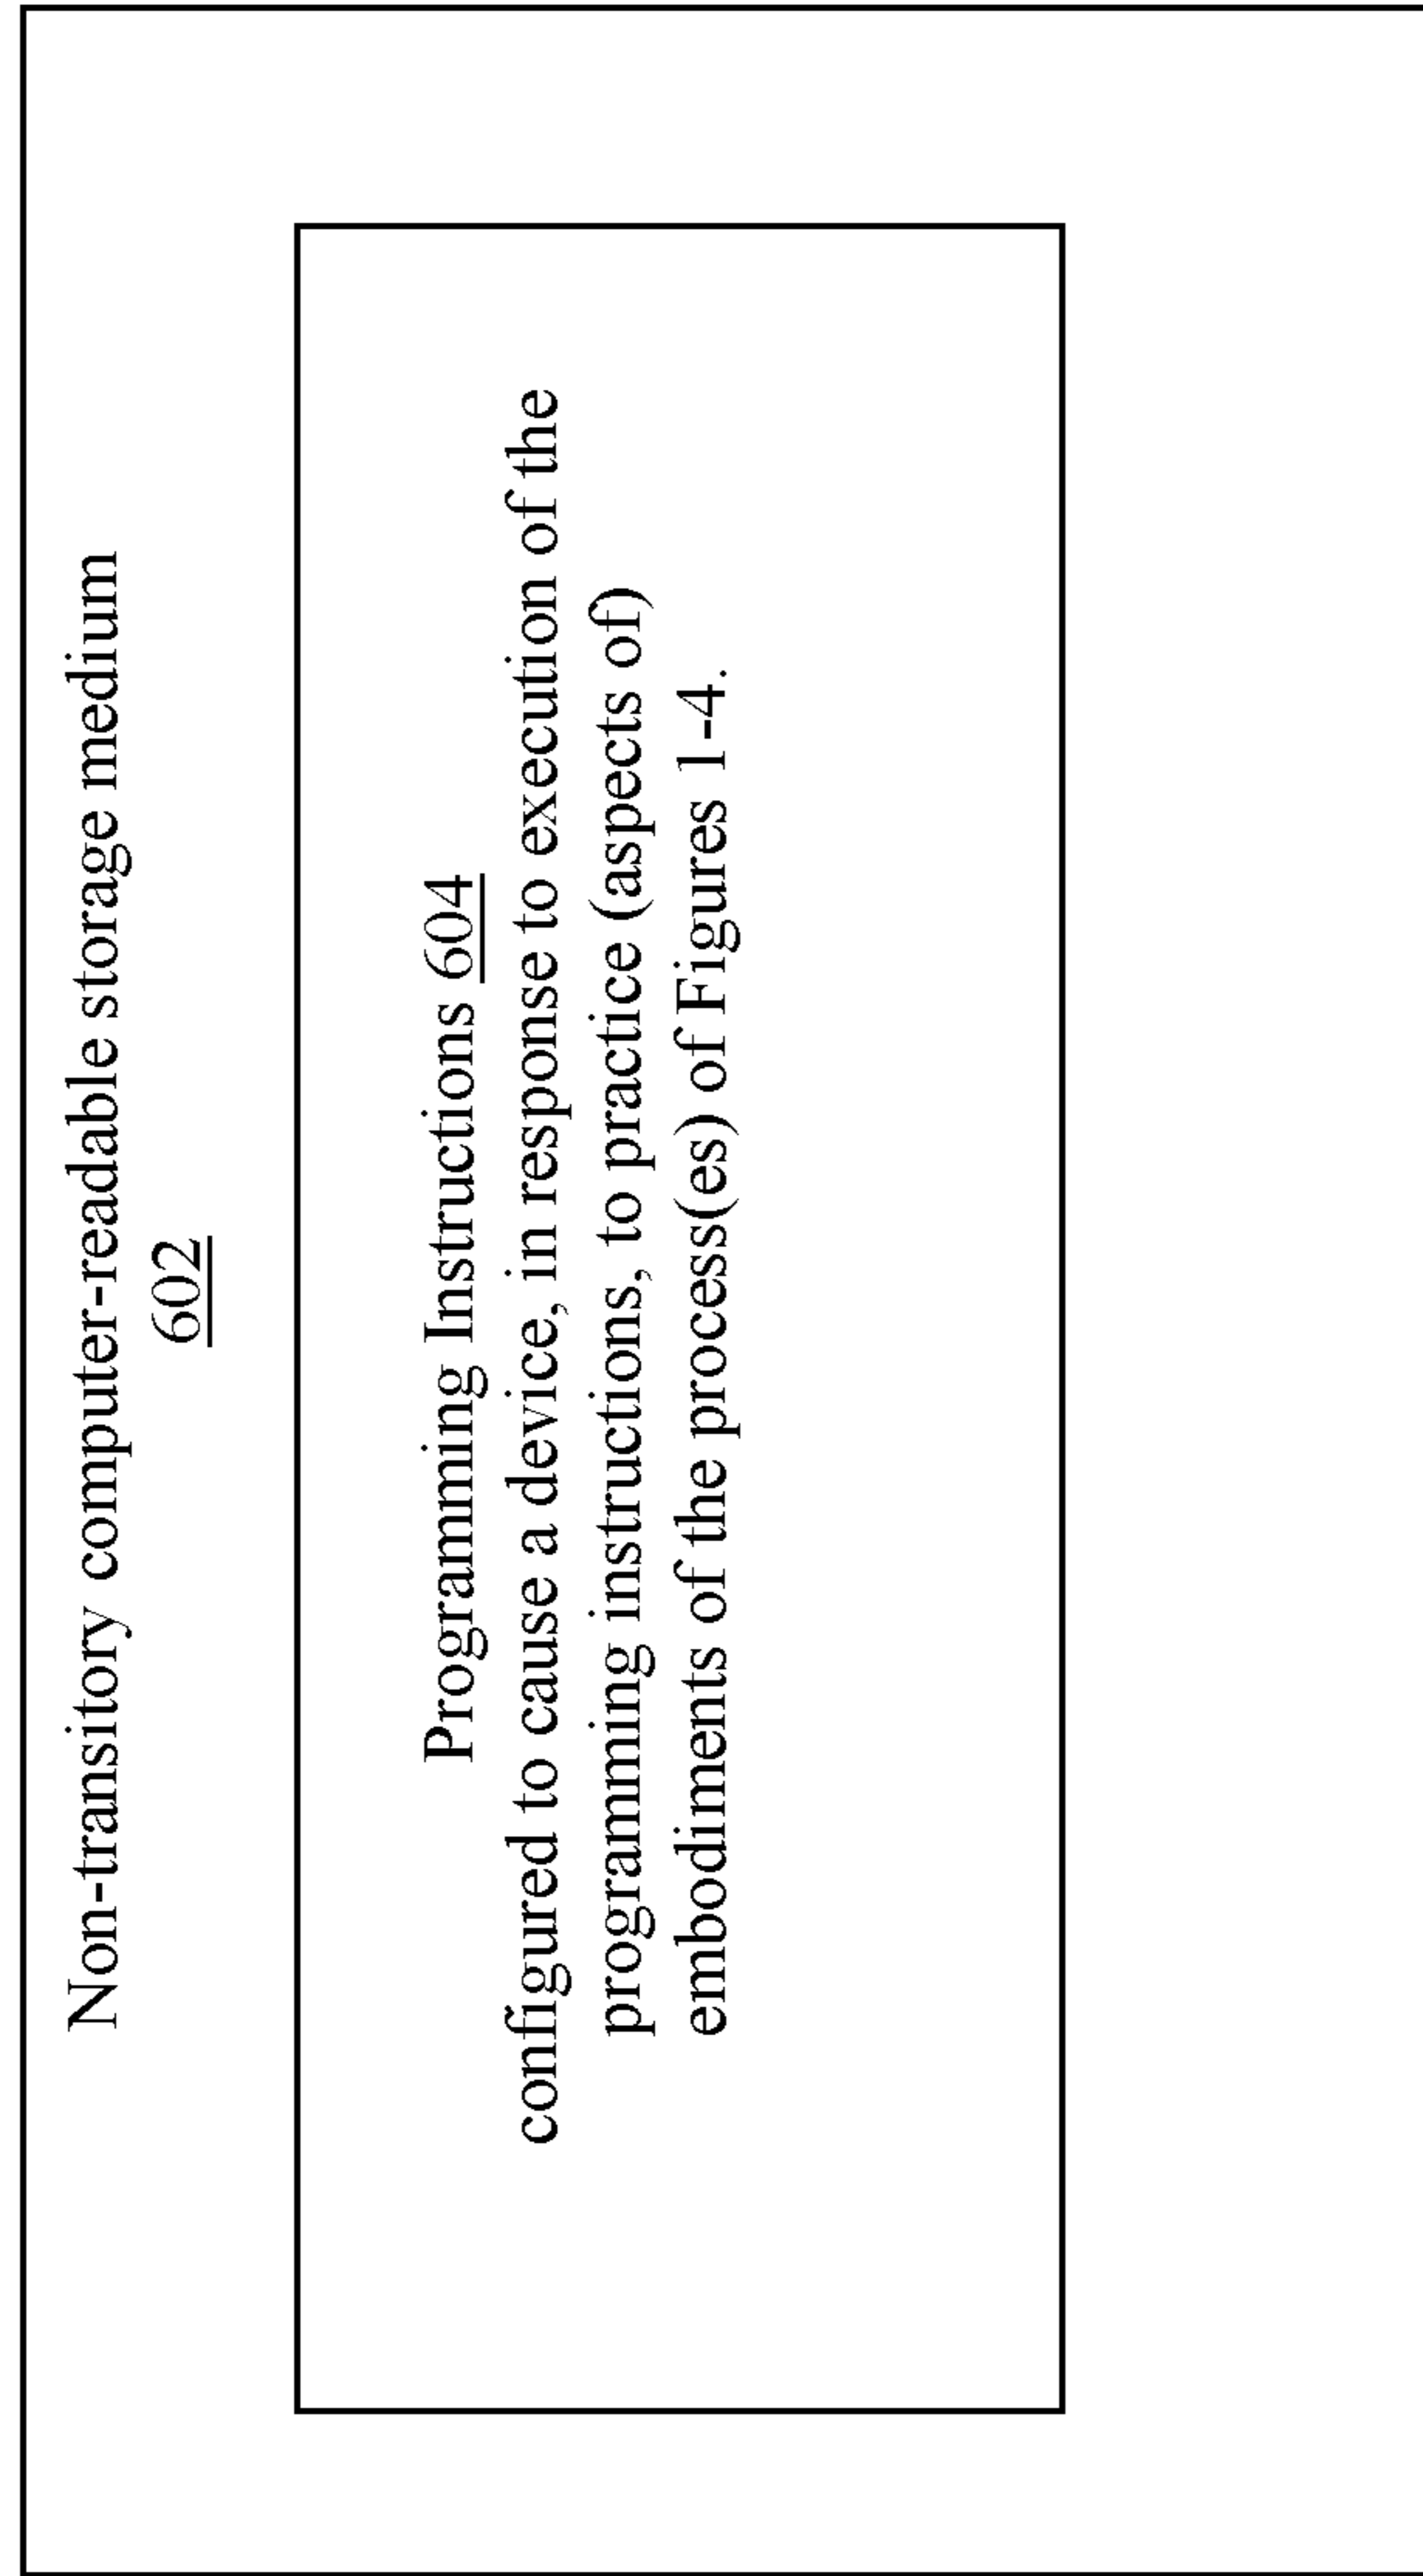 Non-transitory computer-readable storage medium
602
Programming Instructions 604
configured to cause a device, in response to execution of the
programming instructions, to practice (aspects of)
embodiments of the process(es) of Figures 1-4.